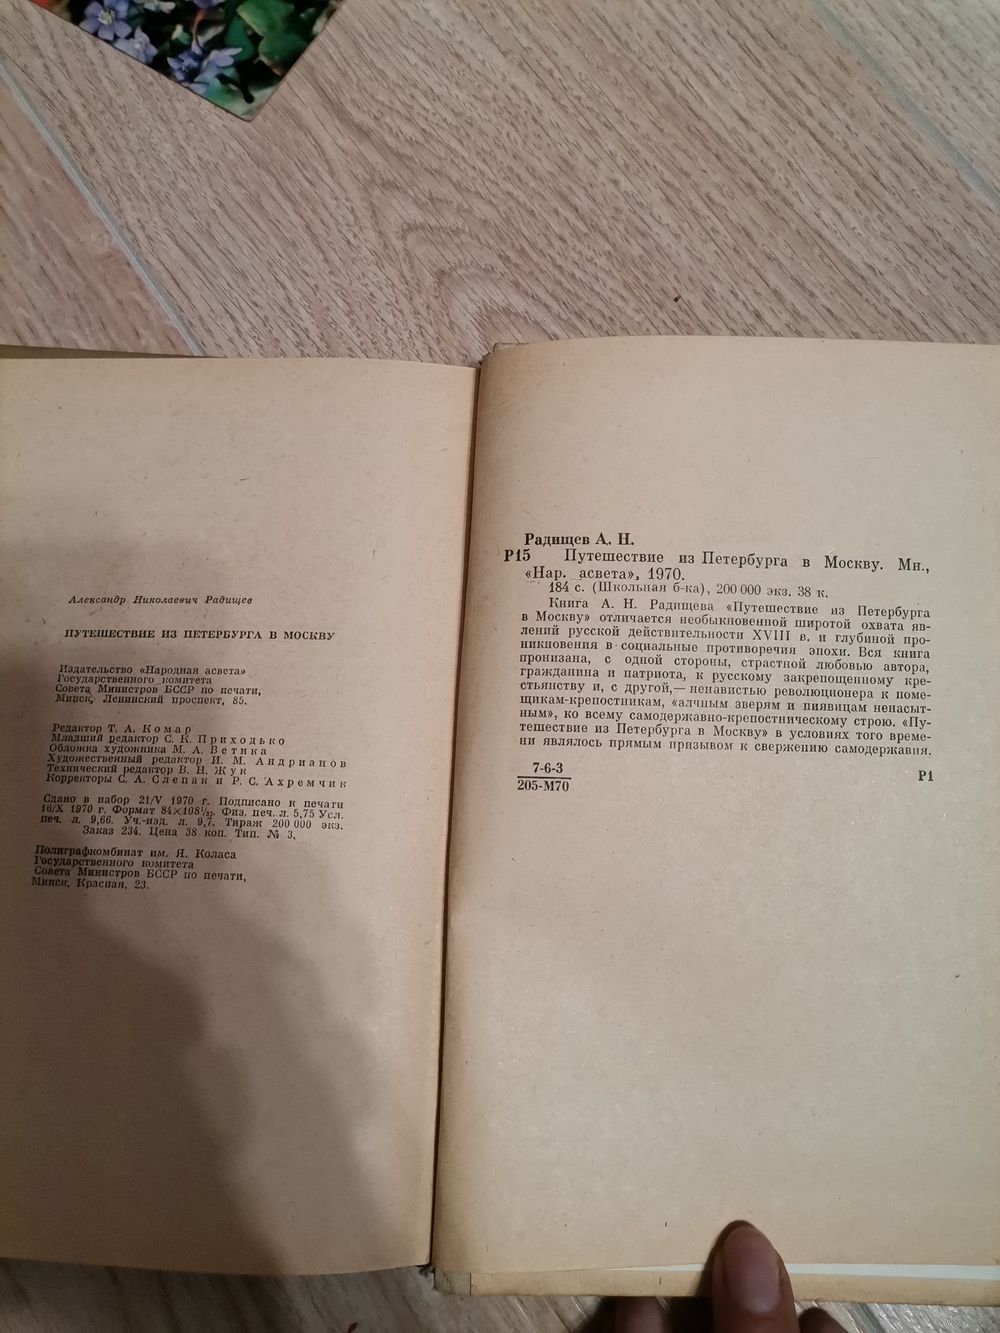 Александр Николаевич Радищев
ПУТЕШЕСТВИЕ ИЗ ПЕТЕРБУРГА В МОСКВУ
Издательство «Народная асвета»
Государственного комитета
Совета Министров БССР по печати,
Минск, Ленинский проспект, 85.
Редактор Т. А. Комар
Младший редактор С. К. Приходько
Обложка художника М. А. Ветика
Художественный редактор И. М. Андрианов
Технический редактор В. Н. Жук
Корректоры С. А. Слепак и Р. С. Ахремчик
Сдано в набор 21/V 1970 г. Подписано к печати
16/X 1970 г. Формат 84×108¹/₃₂. Физ. печ. л. 5,75 Усл.
печ. л. 9,66. Уч.-изд. л. 9,7. Тираж 200 000 экз.
Заказ 234. Цена 38 коп. Тип. № 3.
Полиграфкомбинат им. Я. Коласа
Государственного комитета
Совета Министров БССР по печати,
Минск, Красная, 23.
Радищев А. Н.
Р15 Путешествие из Петербурга в Москву. Мн.,
«Нар. асвета», 1970.
184 с. (Школьная б-ка), 200 000 экз. 38 к.
Книга А. Н. Радищева «Путешествие из Петербурга
в Москву» отличается необыкновенной широтой охвата яв-
лений русской действительности XVIII в. и глубиной про-
никновения в социальные противоречия эпохи. Вся книга
пронизана, с одной стороны, страстной любовью автора,
гражданина и патриота, к русскому закрепощенному кре-
стьянству и, с другой,— ненавистью революционера к поме-
щикам-крепостникам, «алчным зверям и пиявицам ненасыт-
ным», ко всему самодержавно-крепостническому строю. «Пу-
тешествие из Петербурга в Москву» в условиях того време-
ни являлось прямым призывом к свержению самодержавия.
7-6-3
205-М70
Р1